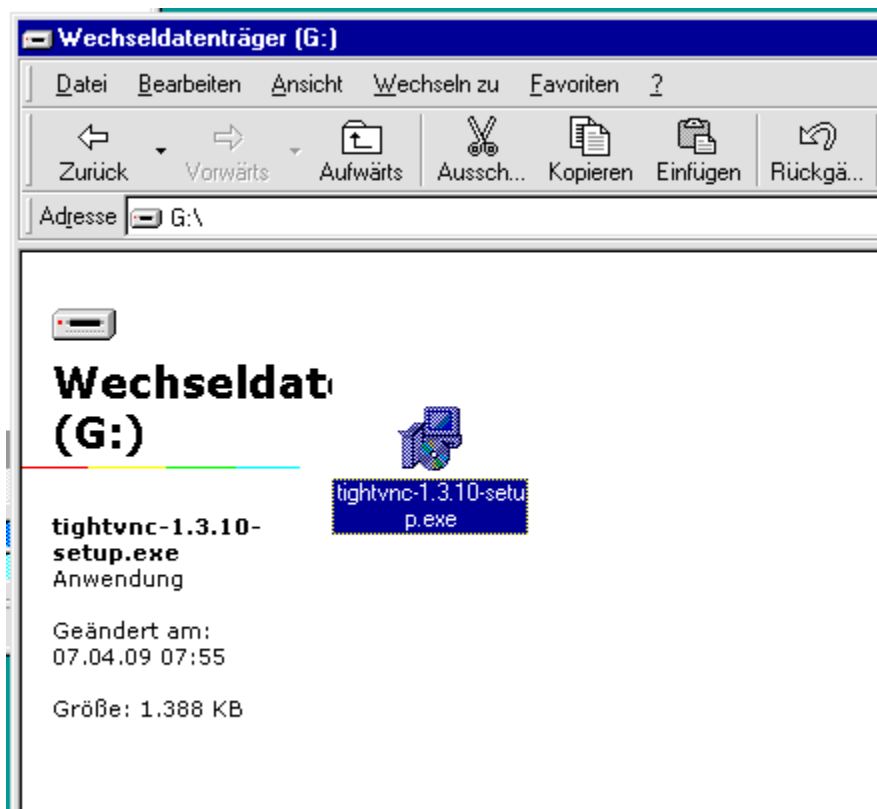 Wechseldatenträger (G:)
Datei Bearbeiten Ansicht Wechseln zu Favoriten ?
Zurück Vorwärts Aufwärts Aussch... Kopieren Einfügen Rückgä...
Adresse G:\
Wechseldat
(G:)
tightvnc-1.3.10-setu
p.exe
tightvnc-1.3.10-
setup.exe
Anwendung
Geändert am:
07.04.09 07:55
Größe: 1.388 KB